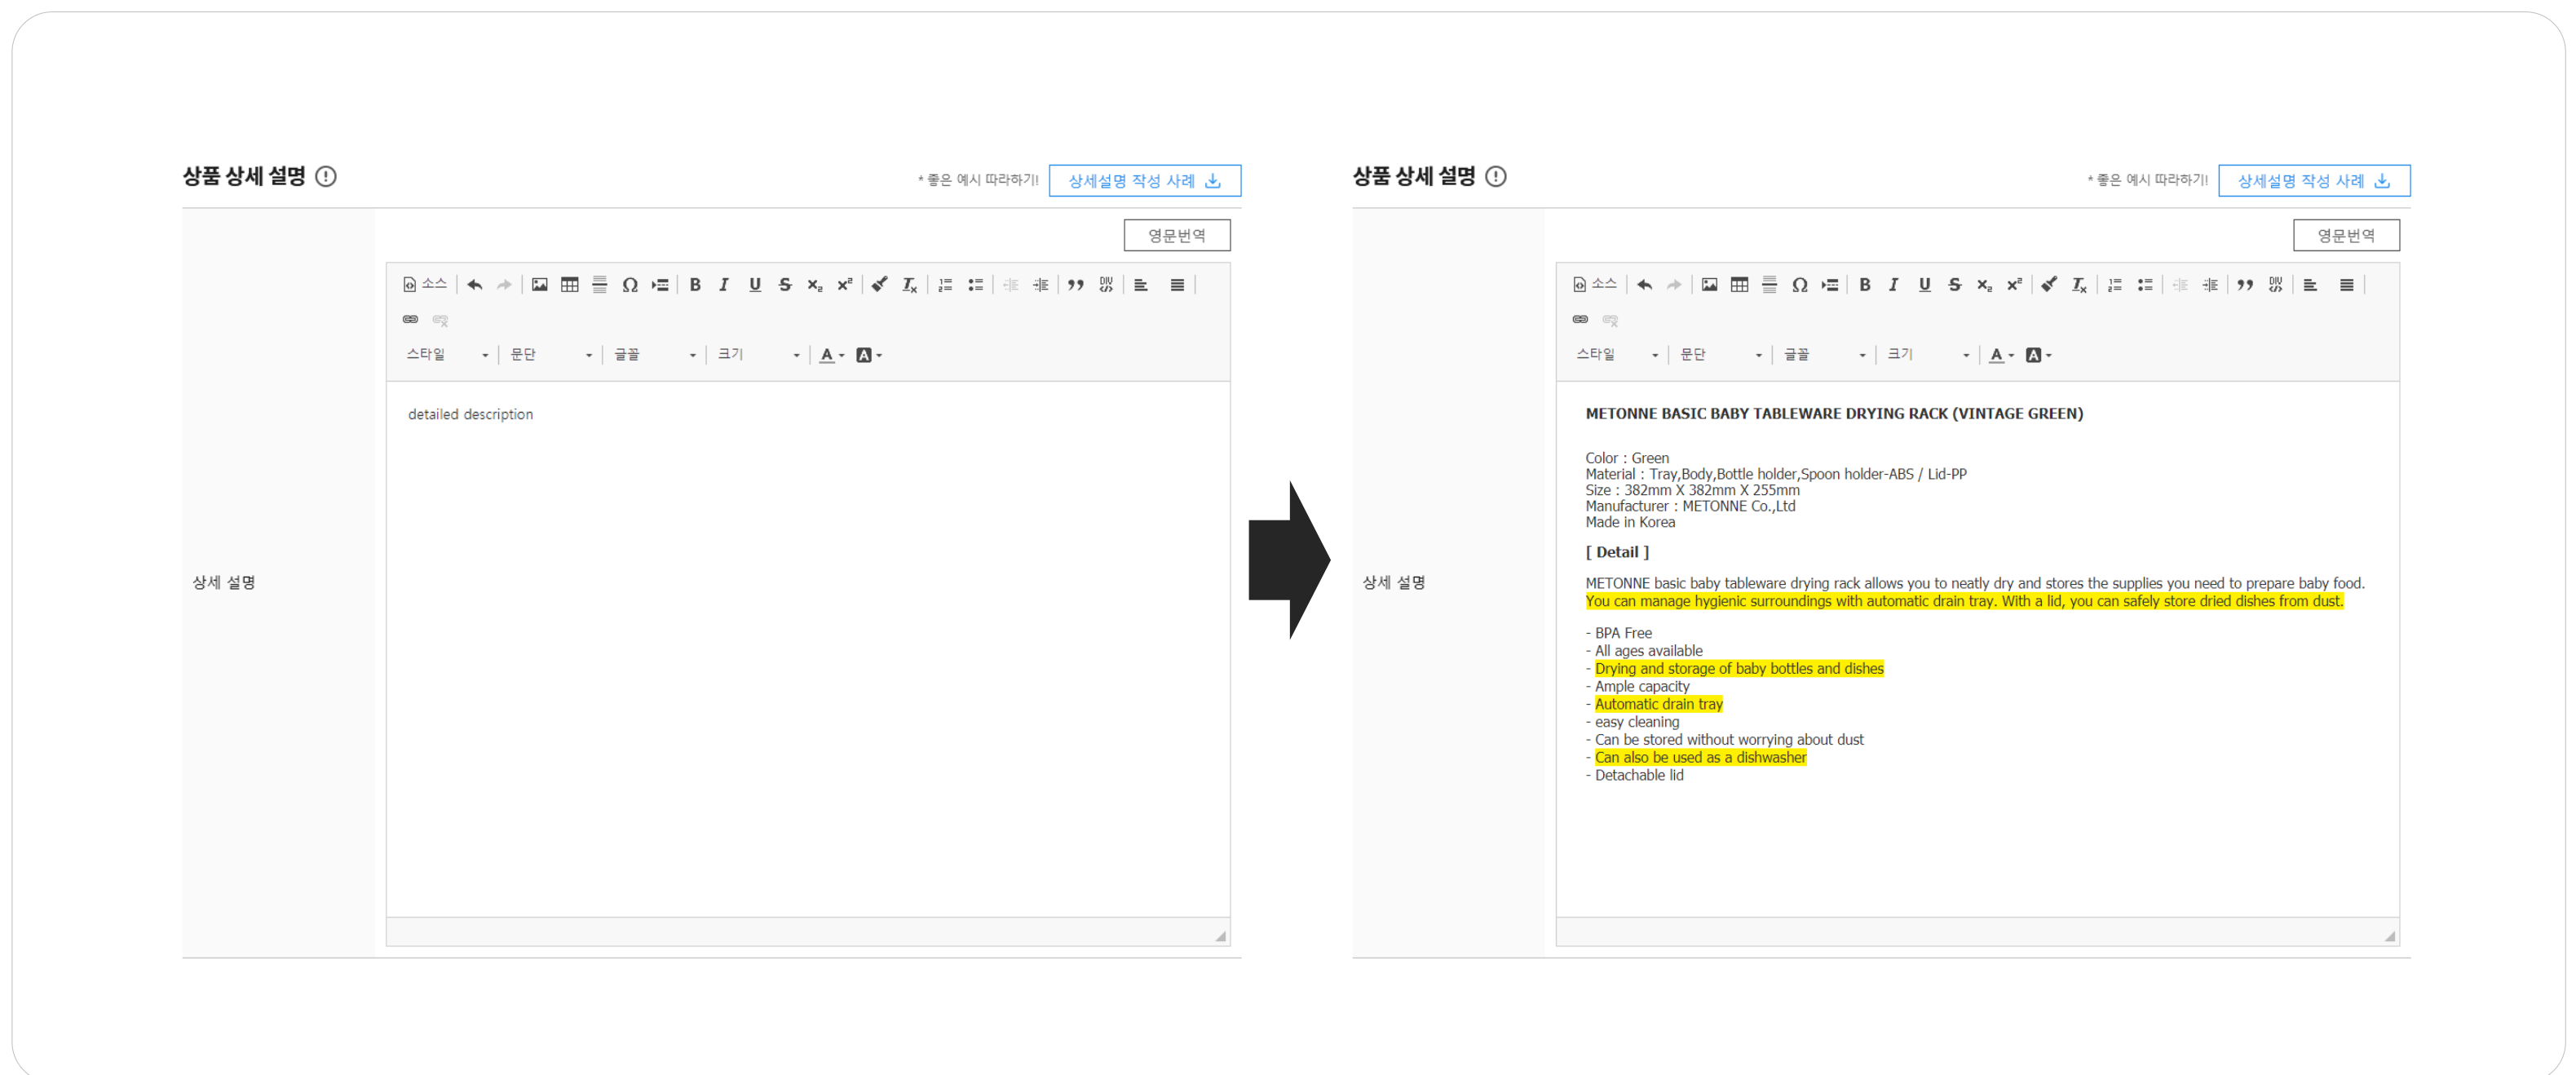 상품 상세 설명
* 좋은 예시 따라하기!
상세설명 작성 사례
영문번역
소스
스타일 문단 글꼴 크기
상세 설명
detailed description
상품 상세 설명
* 좋은 예시 따라하기!
상세설명 작성 사례
영문번역
소스
스타일 문단 글꼴 크기
상세 설명
METONNE BASIC BABY TABLEWARE DRYING RACK (VINTAGE GREEN)
Color : Green
Material : Tray,Body,Bottle holder,Spoon holder-ABS / Lid-PP
Size : 382mm X 382mm X 255mm
Manufacturer : METONNE Co.,Ltd
Made in Korea
[ Detail ]
METONNE basic baby tableware drying rack allows you to neatly dry and stores the supplies you need to prepare baby food.
You can manage hygienic surroundings with automatic drain tray. With a lid, you can safely store dried dishes from dust.
- BPA Free
- All ages available
- Drying and storage of baby bottles and dishes
- Ample capacity
- Automatic drain tray
- easy cleaning
- Can be stored without worrying about dust
- Can also be used as a dishwasher
- Detachable lid